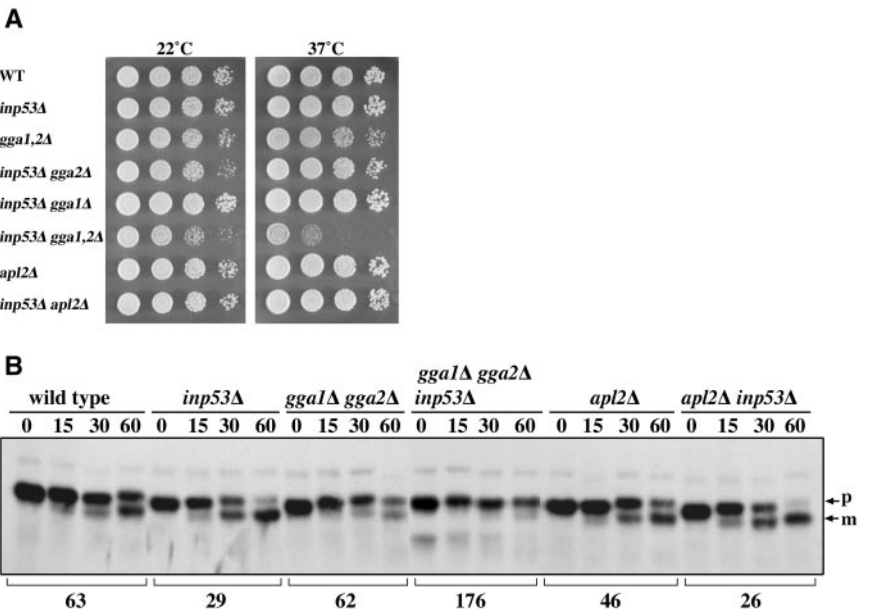 A
22˚C 37˚C
WT
inp53Δ
gga1,2Δ
inp53Δ gga2Δ
inp53Δ gga1Δ
inp53Δ gga1,2Δ
apl2Δ
inp53Δ apl2Δ
B
wild type inp53Δ gga1Δ gga2Δ gga1Δ gga2Δ inp53Δ apl2Δ apl2Δ inp53Δ
0 15 30 60 0 15 30 60 0 15 30 60 0 15 30 60 0 15 30 60 0 15 30 60
p
m
63 29 62 176 46 26